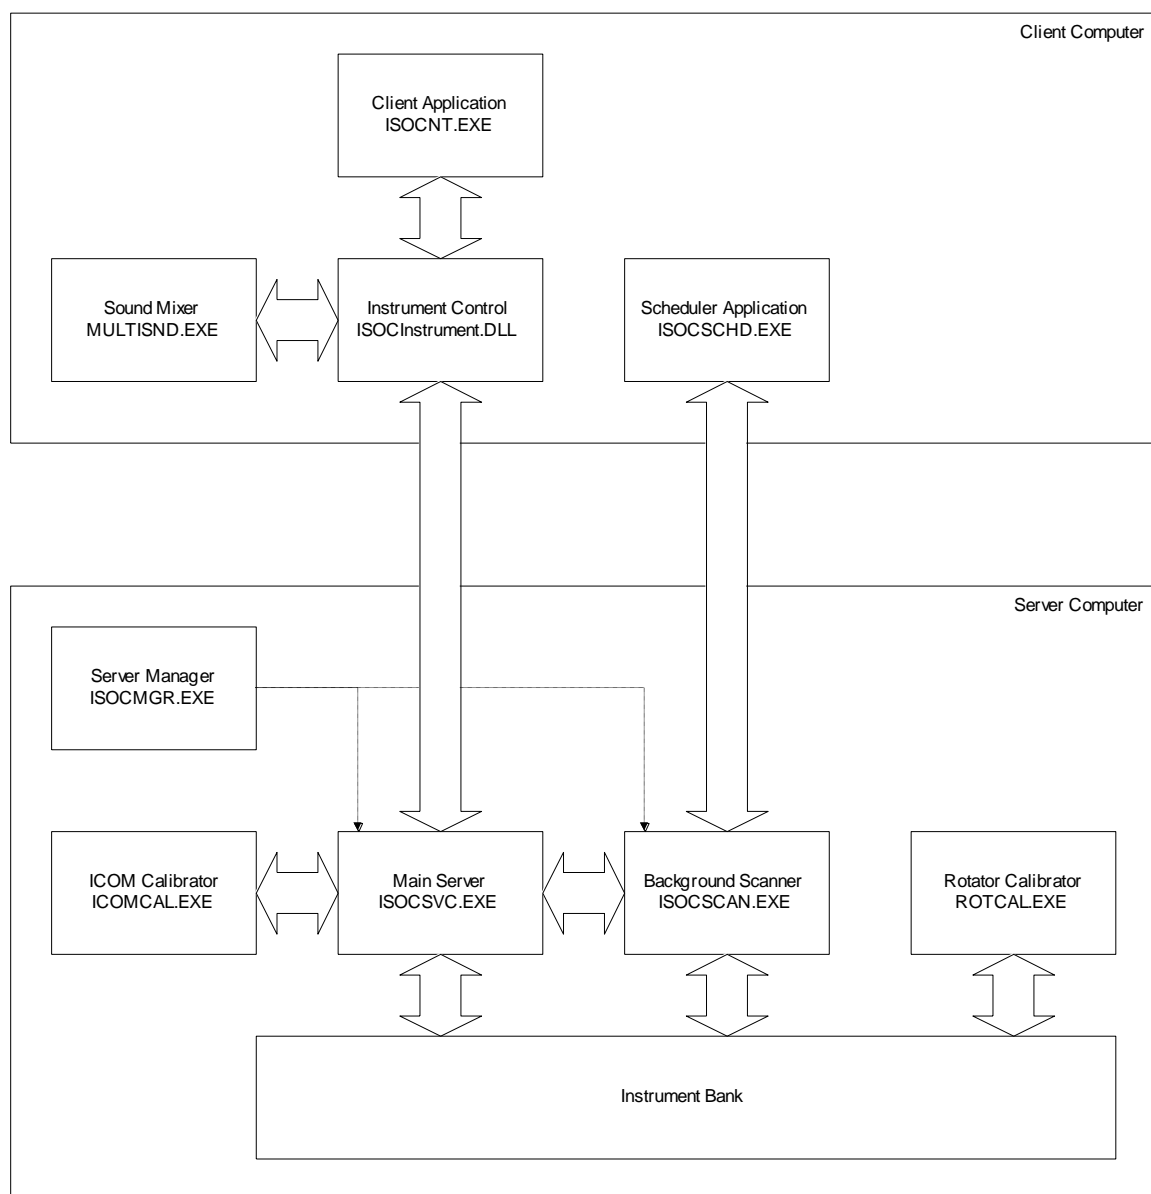 Client Computer
Client Application
ISOCNT.EXE
Sound Mixer
MULTISND.EXE
Instrument Control
ISOCInstrument.DLL
Scheduler Application
ISOCSCHD.EXE
Server Computer
Server Manager
ISOCMGR.EXE
ICOM Calibrator
ICOMCAL.EXE
Main Server
ISOCSVC.EXE
Background Scanner
ISOCSCAN.EXE
Rotator Calibrator
ROTCAL.EXE
Instrument Bank